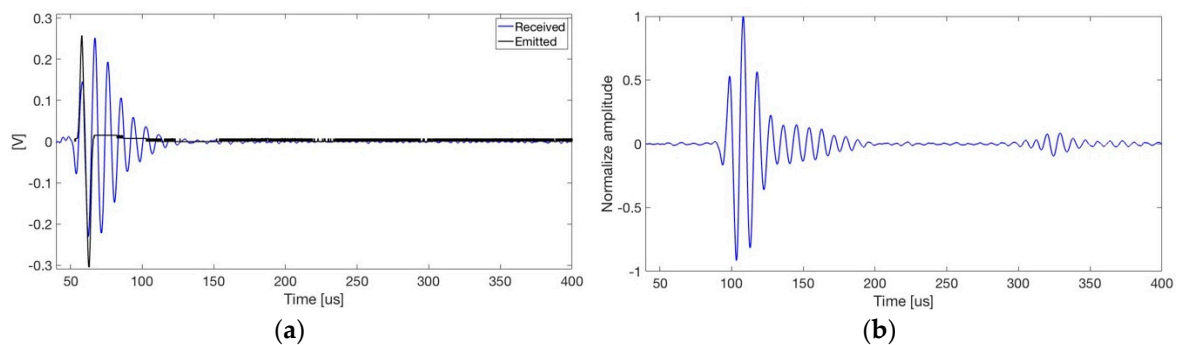 0.3
0.2
0.1
0
-0.1
-0.2
-0.3
[V]
Received
Emitted
50 100 150 200 250 300 350 400
Time [us]
(a)
1
0.5
0
-0.5
-1
Normalize amplitude
50 100 150 200 250 300 350 400
Time [us]
(b)